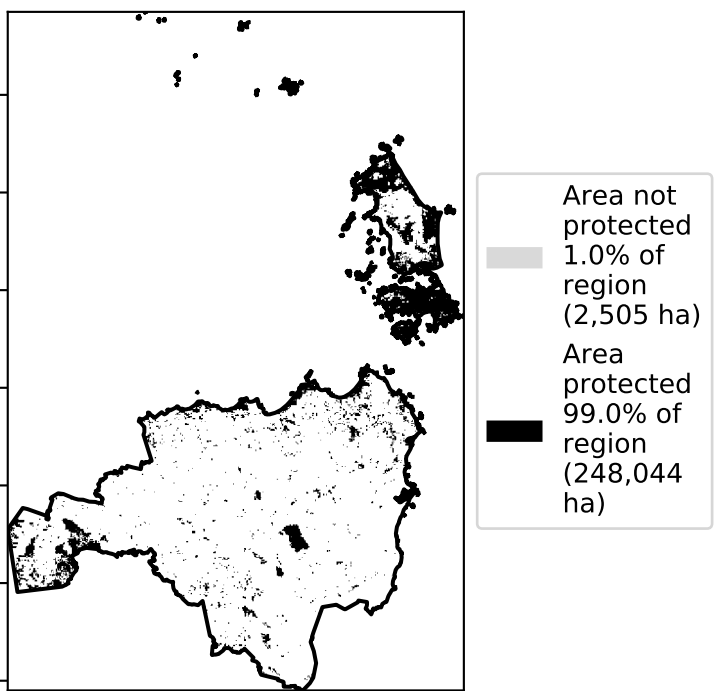 Area not
protected
1.0% of
region
(2,505 ha)
Area
protected
99.0% of
region
(248,044
ha)